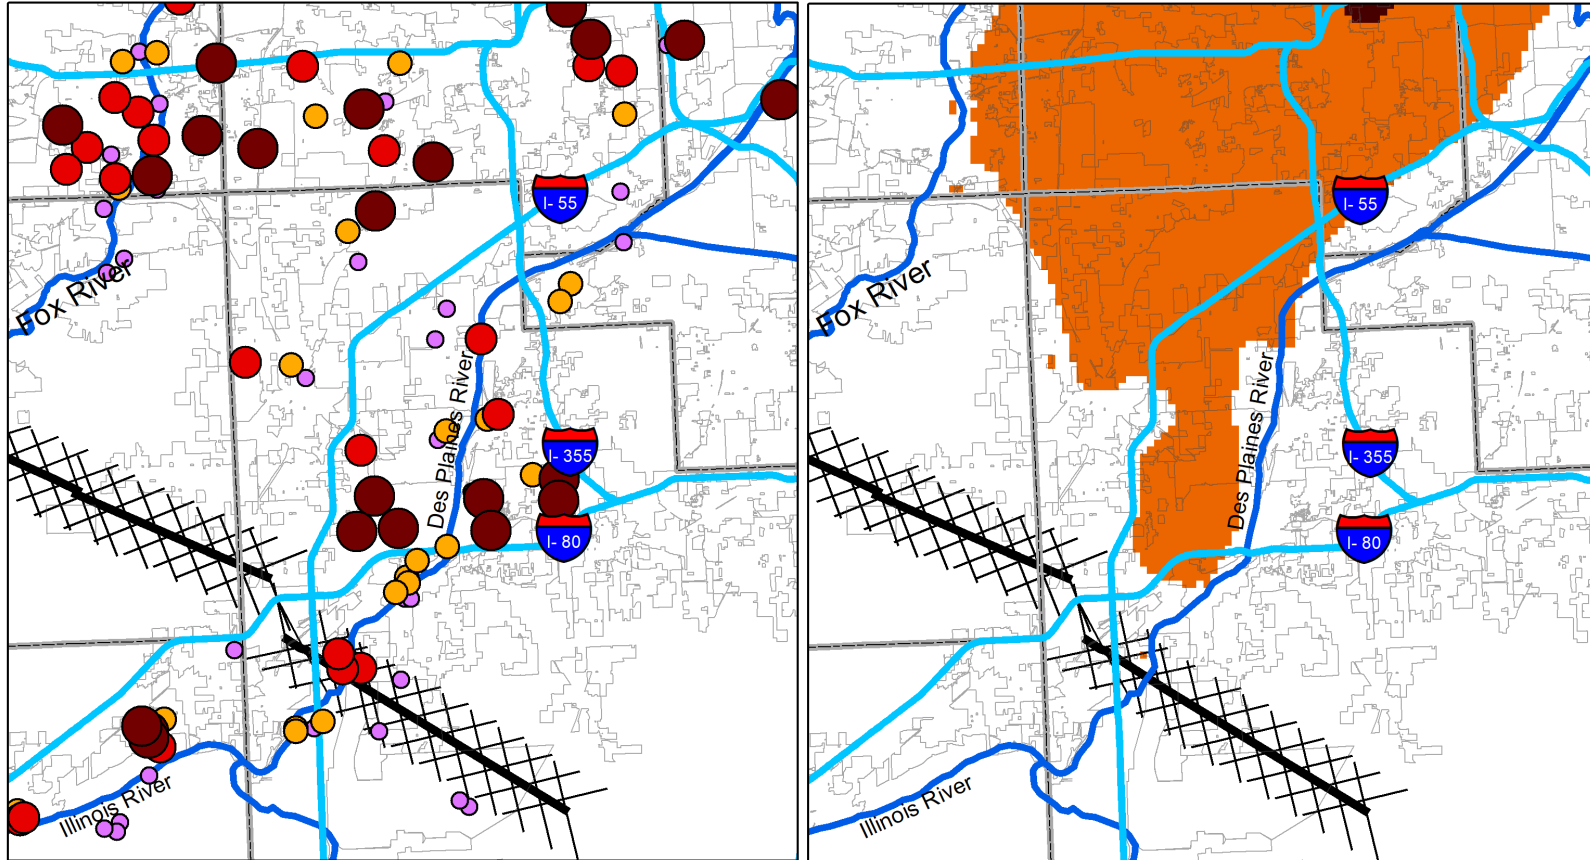 I- 55
Fox River
Des Plaines River
I- 355
I- 80
Illinois River
I- 55
Fox River
Des Plaines River
I- 355
I- 80
Illinois River